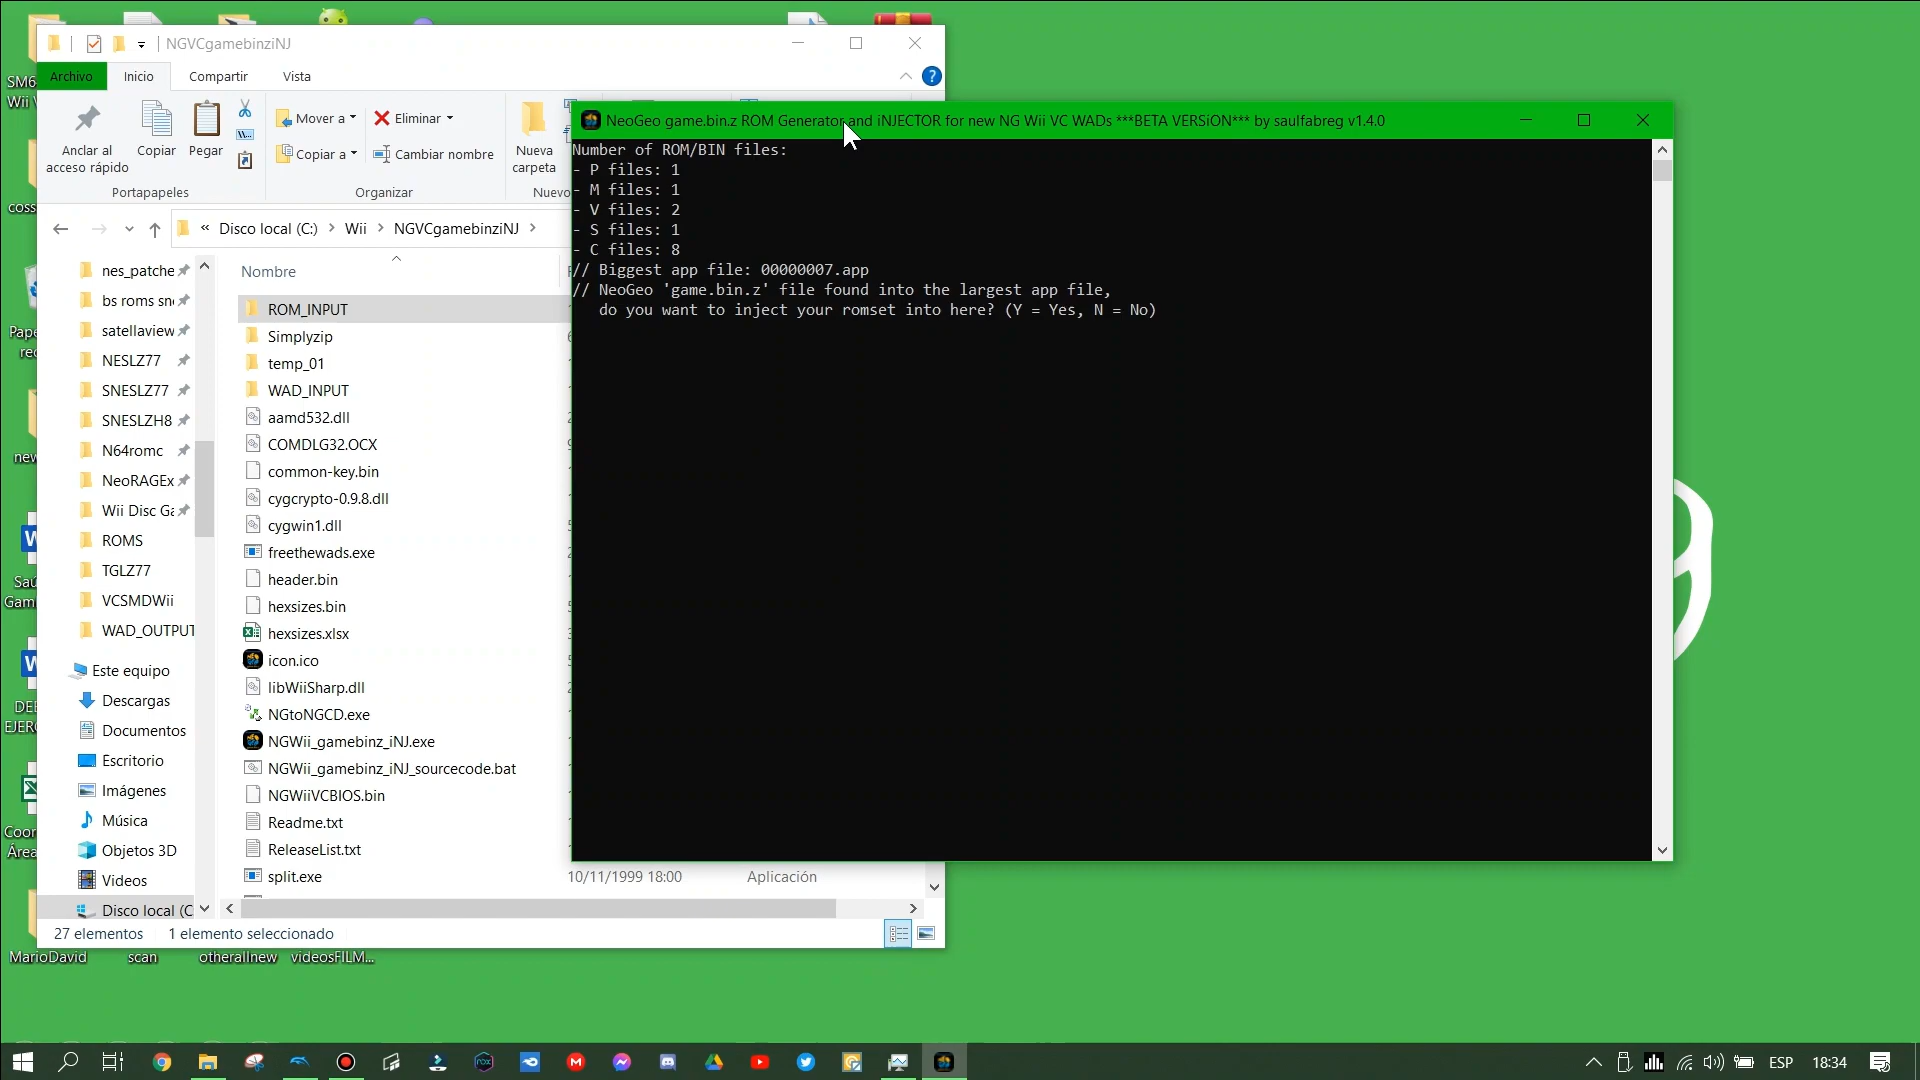 NGVCgamebinziNJ
Archivo
Inicio
Compartir
Vista
Anclar al
acceso rápido
Copiar
Pegar
Mover a
Copiar a
Eliminar
Cambiar nombre
Nueva
carpeta
Portapapeles
Organizar
Nuevo
« Disco local (C:) > Wii > NGVCgamebinziNJ >
nes_patche
bs roms sn
satellaview
NESLZ77
SNESLZ77
SNESLZH8
N64romc
NeoRAGEx
Wii Disc Ga
ROMS
TGLZ77
VCSMDWii
WAD_OUTPUT
Este equipo
Descargas
Documentos
Escritorio
Imágenes
Música
Objetos 3D
Videos
Disco local (C
Nombre
ROM_INPUT
Simplyzip
temp_01
WAD_INPUT
aamd532.dll
COMDLG32.OCX
common-key.bin
cygcrypto-0.9.8.dll
cygwin1.dll
freethewads.exe
header.bin
hexsizes.bin
hexsizes.xlsx
icon.ico
libWiiSharp.dll
NGtoNGCD.exe
NGWii_gamebinz_iNJ.exe
NGWii_gamebinz_iNJ_sourcecode.bat
NGWiiVCBIOS.bin
Readme.txt
ReleaseList.txt
split.exe 10/11/1999 18:00 Aplicación
27 elementos 1 elemento seleccionado
NeoGeo game.bin.z ROM Generator and iNJECTOR for new NG Wii VC WADs ***BETA VERSiON*** by saulfabreg v1.4.0
Number of ROM/BIN files:
- P files: 1
- M files: 1
- V files: 2
- S files: 1
- C files: 8
// Biggest app file: 00000007.app
// NeoGeo 'game.bin.z' file found into the largest app file,
do you want to inject your romset into here? (Y = Yes, N = No)
MarioDavid
scan
otherallnew
videosFILM...
ESP
18:34